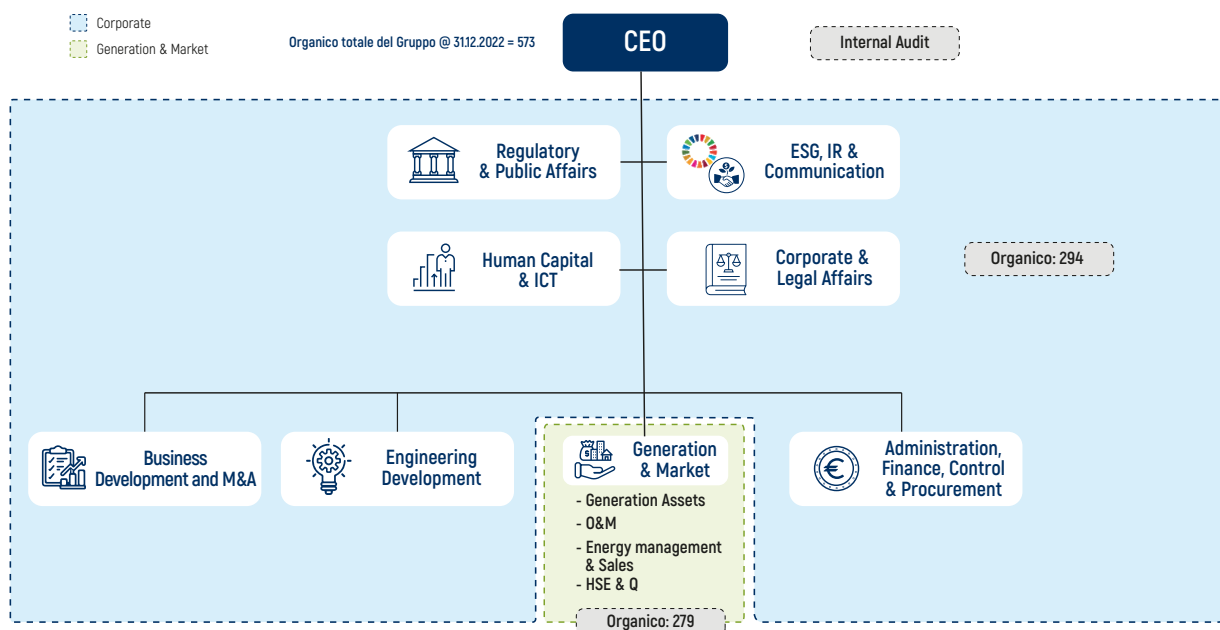 Corporate
Generation & Market
Organico totale del Gruppo @ 31.12.2022 = 573
CEO
Internal Audit
Regulatory
& Public Affairs
ESG, IR &
Communication
Human Capital
& ICT
Corporate &
Legal Affairs
Organico: 294
Business
Development and M&A
Engineering
Development
Generation
& Market
- Generation Assets
- O&M
- Energy management
& Sales
- HSE & Q
Organico: 279
Administration,
Finance, Control
& Procurement